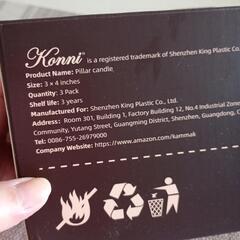 Konni® is a registered trademark of Shenzhen King Plastic Co., Ltd.
Product Name: Pillar candle
Size: 3 × 4 inches
Quantity: 3 Pack
Shelf life: 3 years
Manufactured For: Shenzhen King Plastic Co., Ltd.
Address: Room 301, Building 1, Factory Building 12, No.4 Industrial Zone
Community, Yutang Street, Guangming District, Shenzhen, Guangdong,
Tel: 0086-755-26979000
Website: https://www.amazon.com/kammak